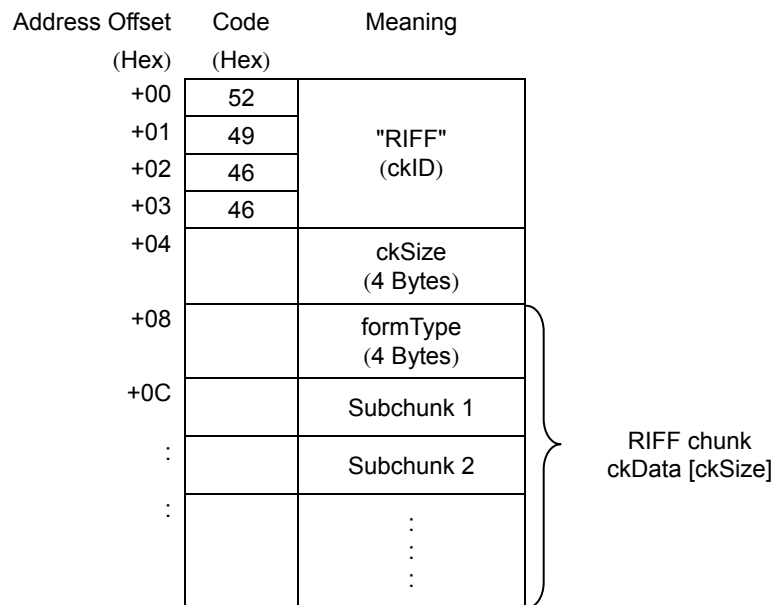 Address Offset Code Meaning
(Hex) (Hex)
+00 52
+01 49 "RIFF"
+02 46 (ckID)
+03 46
+04 ckSize
(4 Bytes)
+08 formType
(4 Bytes)
+0C Subchunk 1
: Subchunk 2
RIFF chunk
ckData [ckSize]
: :
:
: